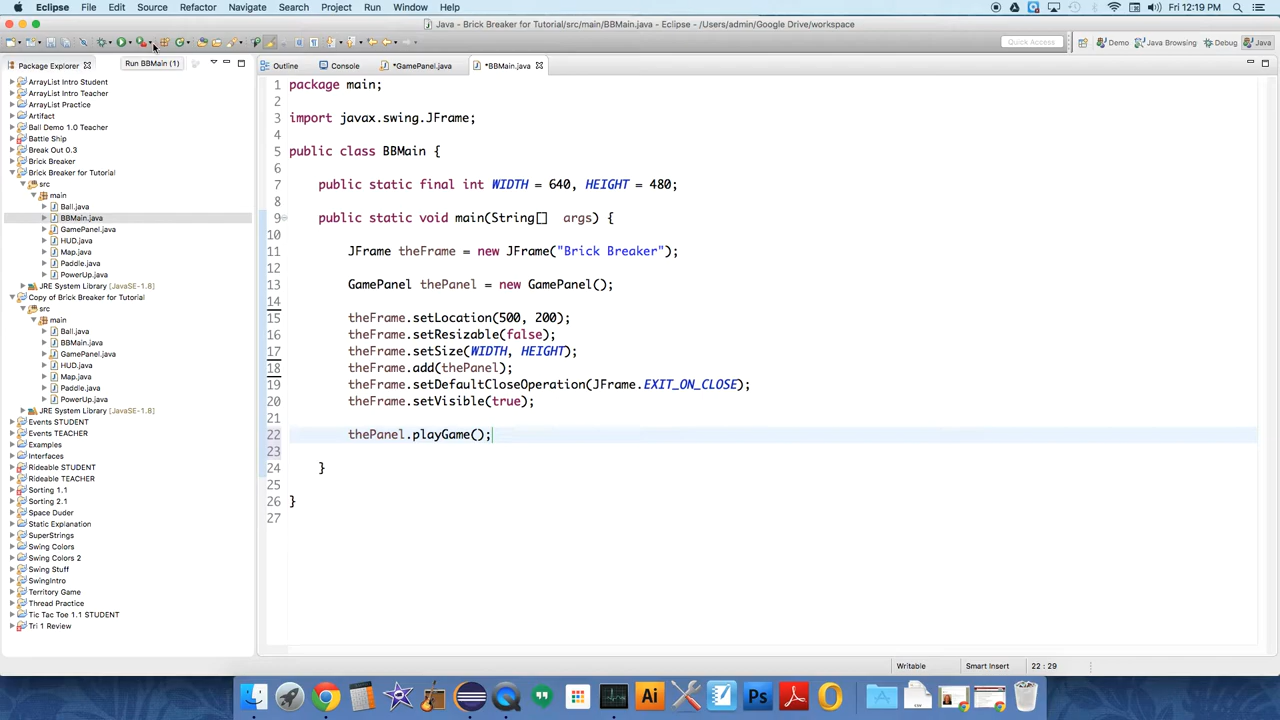 Eclipse File Edit Source Refactor Navigate Search Project Run Window Help Fri 12:19 PM
Java - Brick Breaker for Tutorial/src/main/BBMain.java - Eclipse - /Users/admin/Google Drive/workspace
Quick Access Demo Java Browsing Debug Java
Package Explorer Run BBMain (1) Outline Console *GamePanel.java *BBMain.java
ArrayList Intro Student
ArrayList Intro Teacher
ArrayList Practice
Artifact
Ball Demo 1.0 Teacher
Battle Ship
Break Out 0.3
Brick Breaker
Brick Breaker for Tutorial
src
main
Ball.java
BBMain.java
GamePanel.java
HUD.java
Map.java
Paddle.java
PowerUp.java
JRE System Library [JavaSE-1.8]
Copy of Brick Breaker for Tutorial
src
main
Ball.java
BBMain.java
GamePanel.java
HUD.java
Map.java
Paddle.java
PowerUp.java
JRE System Library [JavaSE-1.8]
Events STUDENT
Events TEACHER
Examples
Interfaces
Rideable STUDENT
Rideable TEACHER
Sorting 1.1
Sorting 2.1
Space Duder
Static Explanation
SuperStrings
Swing Colors
Swing Colors 2
Swing Stuff
SwingIntro
Territory Game
Thread Practice
Tic Tac Toe 1.1 STUDENT
Tri 1 Review
1 package main;
2
3 import javax.swing.JFrame;
4
5 public class BBMain {
6
7 public static final int WIDTH = 640, HEIGHT = 480;
8
9 public static void main(String[] args) {
10
11 JFrame theFrame = new JFrame("Brick Breaker");
12
13 GamePanel thePanel = new GamePanel();
14
15 theFrame.setLocation(500, 200);
16 theFrame.setResizable(false);
17 theFrame.setSize(WIDTH, HEIGHT);
18 theFrame.add(thePanel);
19 theFrame.setDefaultCloseOperation(JFrame.EXIT_ON_CLOSE);
20 theFrame.setVisible(true);
21
22 thePanel.playGame();
23
24 }
25
26 }
27
Writable Smart Insert 22 : 29
Ai Ps